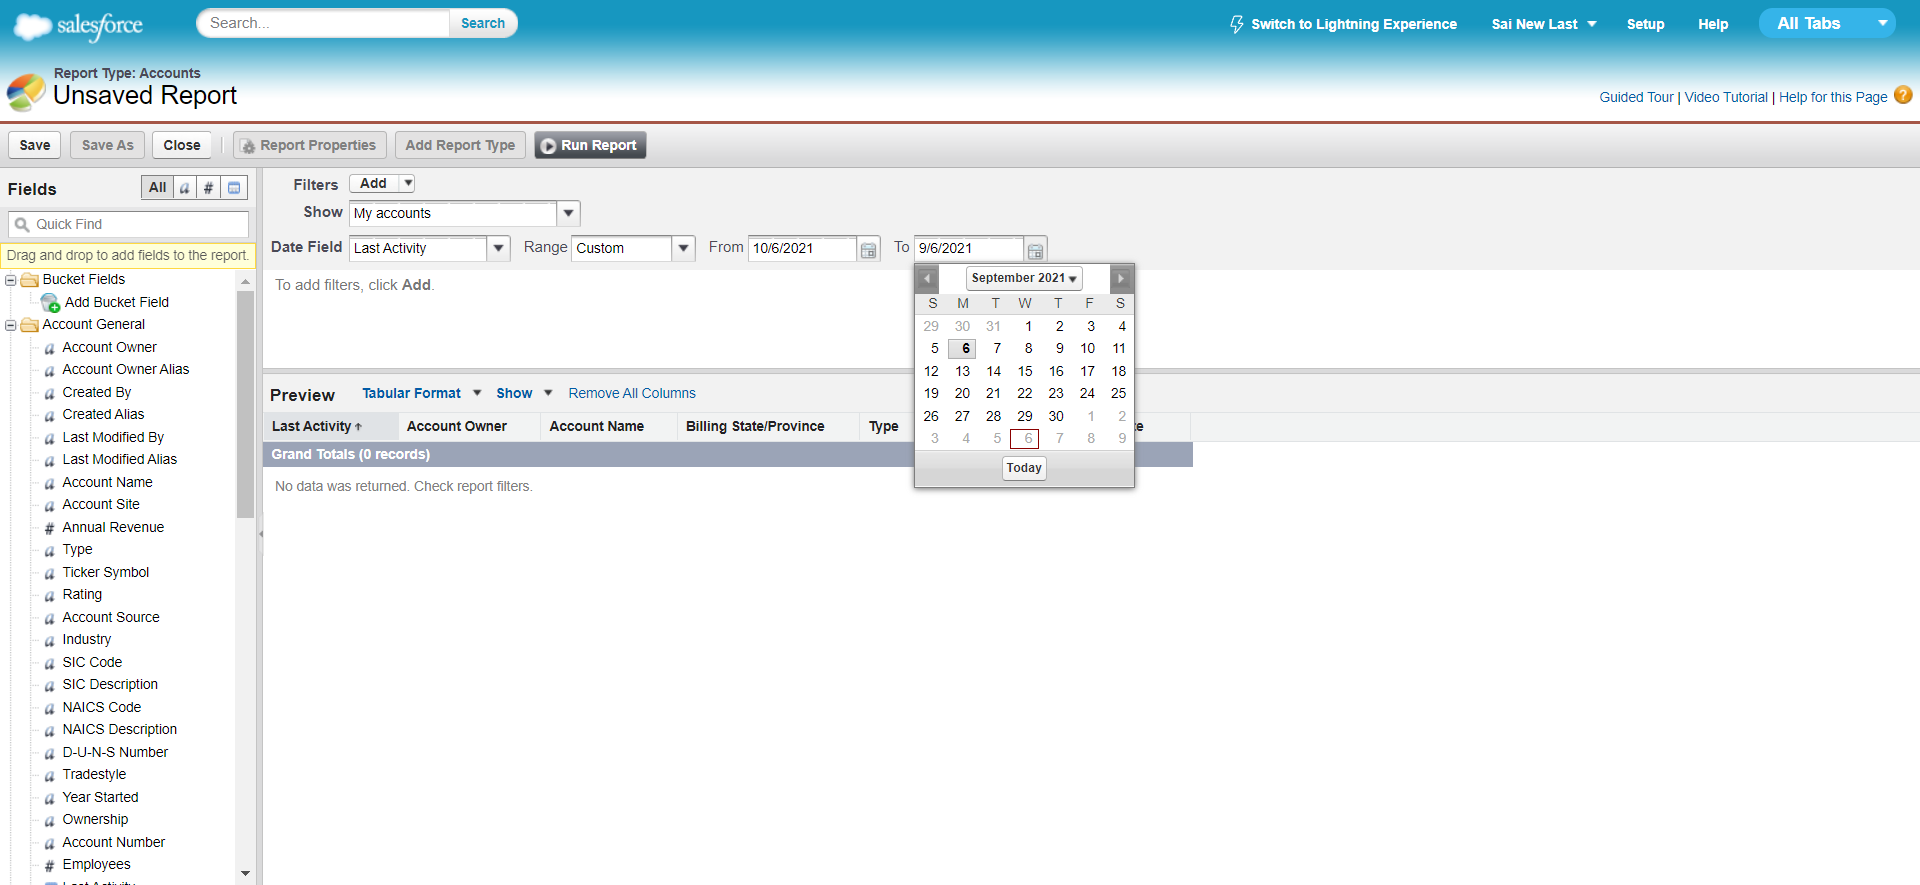 salesforce
Search...
Search
Switch to Lightning Experience
Sai New Last
Setup
Help
All Tabs
Report Type: Accounts
Unsaved Report
Guided Tour | Video Tutorial | Help for this Page ?
Save
Save As
Close
Report Properties
Add Report Type
Run Report
Fields
All
a
#
Quick Find
Drag and drop to add fields to the report.
Bucket Fields
Add Bucket Field
Account General
a Account Owner
a Account Owner Alias
a Created By
a Created Alias
a Last Modified By
a Last Modified Alias
a Account Name
a Account Site
# Annual Revenue
a Type
a Ticker Symbol
a Rating
a Account Source
a Industry
a SIC Code
a SIC Description
a NAICS Code
a NAICS Description
a D-U-N-S Number
a Tradestyle
a Year Started
a Ownership
a Account Number
# Employees
Last Activity
Filters Add
Show My accounts
Date Field Last Activity Range Custom From 10/6/2021 To 9/6/2021
To add filters, click Add.
September 2021
S M T W T F S
29 30 31 1 2 3 4
5 6 7 8 9 10 11
12 13 14 15 16 17 18
19 20 21 22 23 24 25
26 27 28 29 30 1 2
3 4 5 6 7 8 9
Today
Preview Tabular Format Show Remove All Columns
Last Activity Account Owner Account Name Billing State/Province Type
Grand Totals (0 records)
No data was returned. Check report filters.